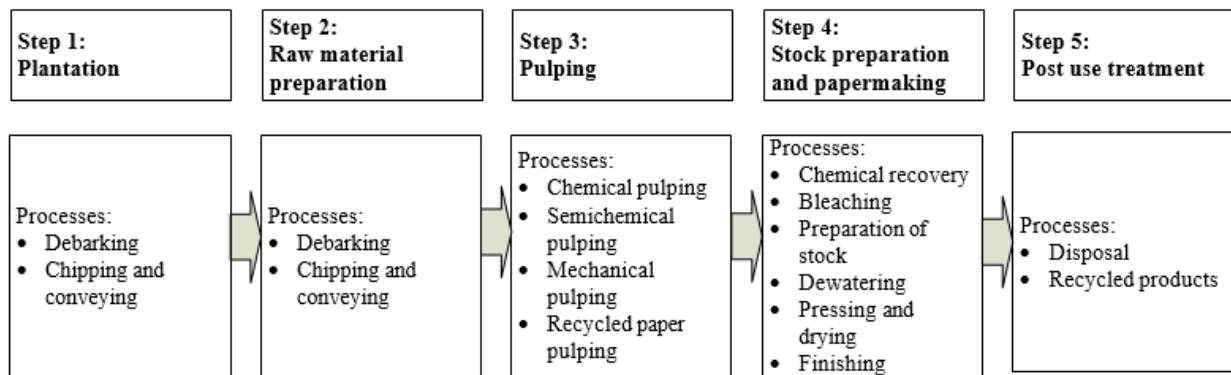 Step 1:
Plantation
Step 2:
Raw material
preparation
Step 3:
Pulping
Step 4:
Stock preparation
and papermaking
Step 5:
Post use treatment
Processes:
• Debarking
• Chipping and
conveying
Processes:
• Debarking
• Chipping and
conveying
Processes:
• Chemical pulping
• Semichemical
pulping
• Mechanical
pulping
• Recycled paper
pulping
Processes:
• Chemical recovery
• Bleaching
• Preparation of
stock
• Dewatering
• Pressing and
drying
• Finishing
Processes:
• Disposal
• Recycled products